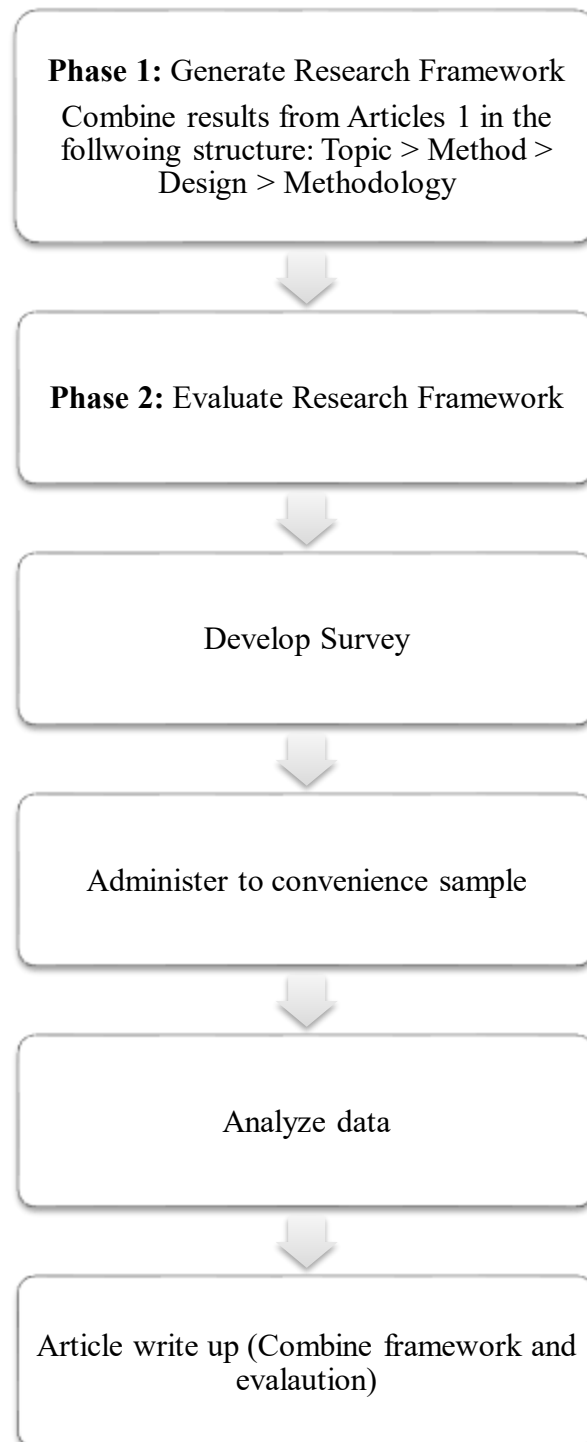 Phase 1: Generate Research Framework
Combine results from Articles 1 in the
follwoing structure: Topic > Method >
Design > Methodology
Phase 2: Evaluate Research Framework
Develop Survey
Administer to convenience sample
Analyze data
Article write up (Combine framework and
evalaution)